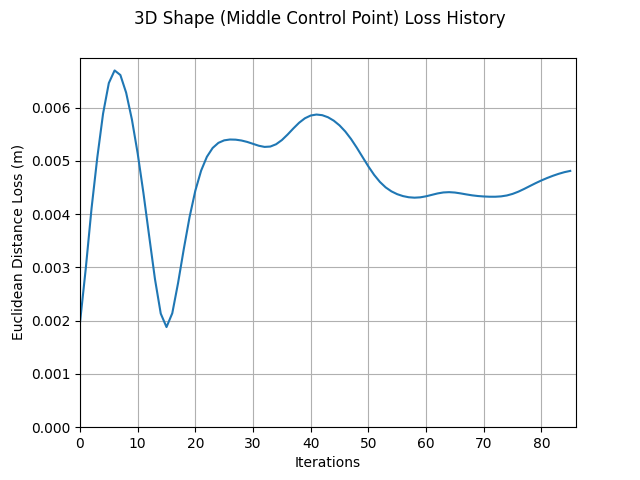 3D Shape (Middle Control Point) Loss History
Euclidean Distance Loss (m)
0.006
0.005
0.004
0.003
0.002
0.001
0.000
0 10 20 30 40 50 60 70 80
Iterations